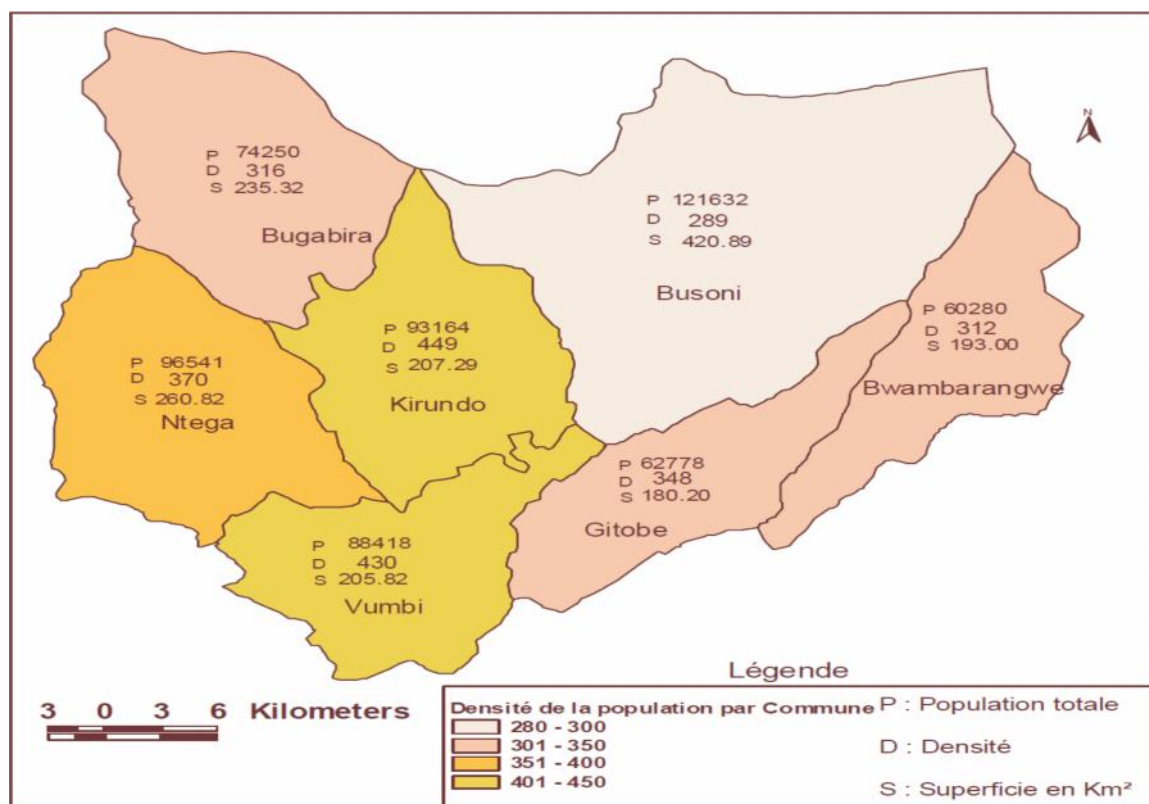 N
P 74250
D 316
S 235.32
Bugabira
P 121632
D 289
S 420.89
Busoni
P 60280
D 312
S 193.00
Bwambarangwe
P 93164
D 449
S 207.29
Kirundo
P 96541
D 370
S 260.82
Ntega
P 62778
D 348
S 180.20
Gitobe
P 88418
D 430
S 205.82
Vumbi
Légende
3 0 3 6 Kilometers
Densité de la population par Commune
280 - 300
301 - 350
351 - 400
401 - 450
P : Population totale
D : Densité
S : Superficie en Km²